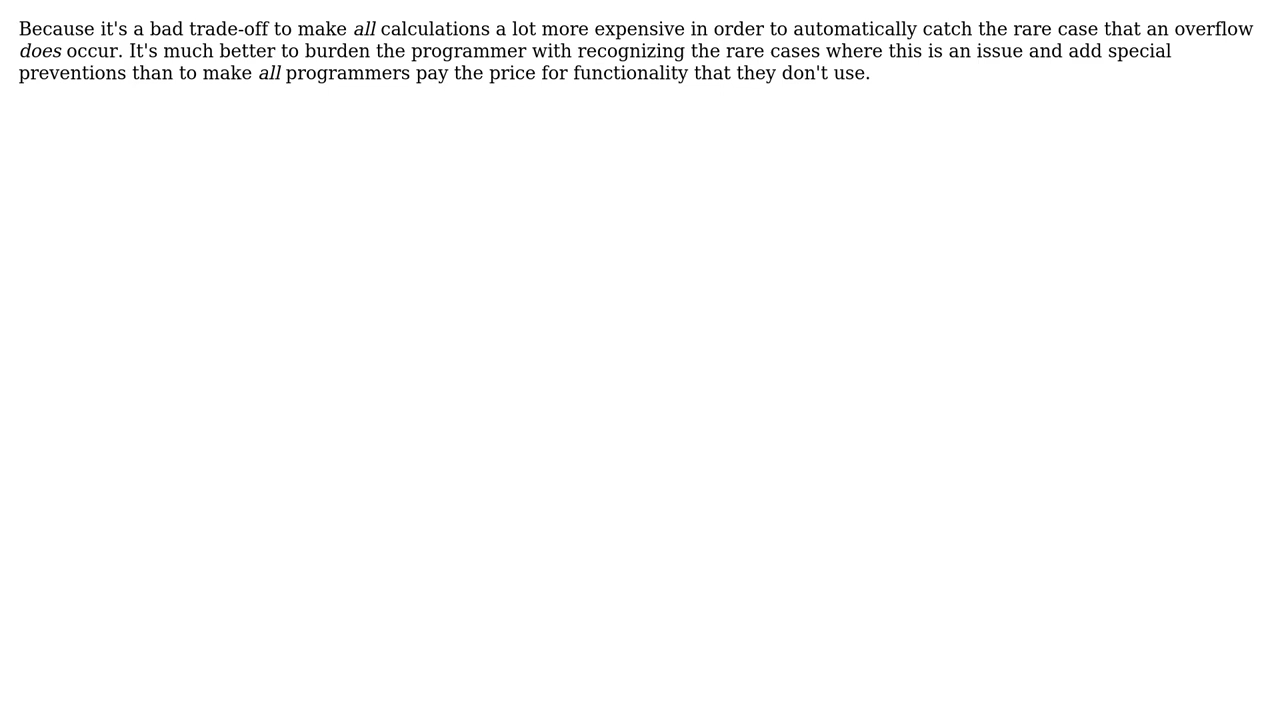 Because it's a bad trade-off to make all calculations a lot more expensive in order to automatically catch the rare case that an overflow
does occur. It's much better to burden the programmer with recognizing the rare cases where this is an issue and add special
preventions than to make all programmers pay the price for functionality that they don't use.